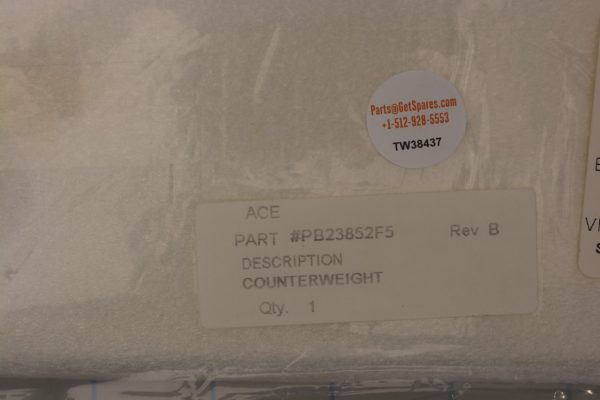 Parts@GetSpares.com
+1-512-928-5553
TW38437
ACE
PART #PB23852F5 Rev B
DESCRIPTION
COUNTERWEIGHT
Qty. 1